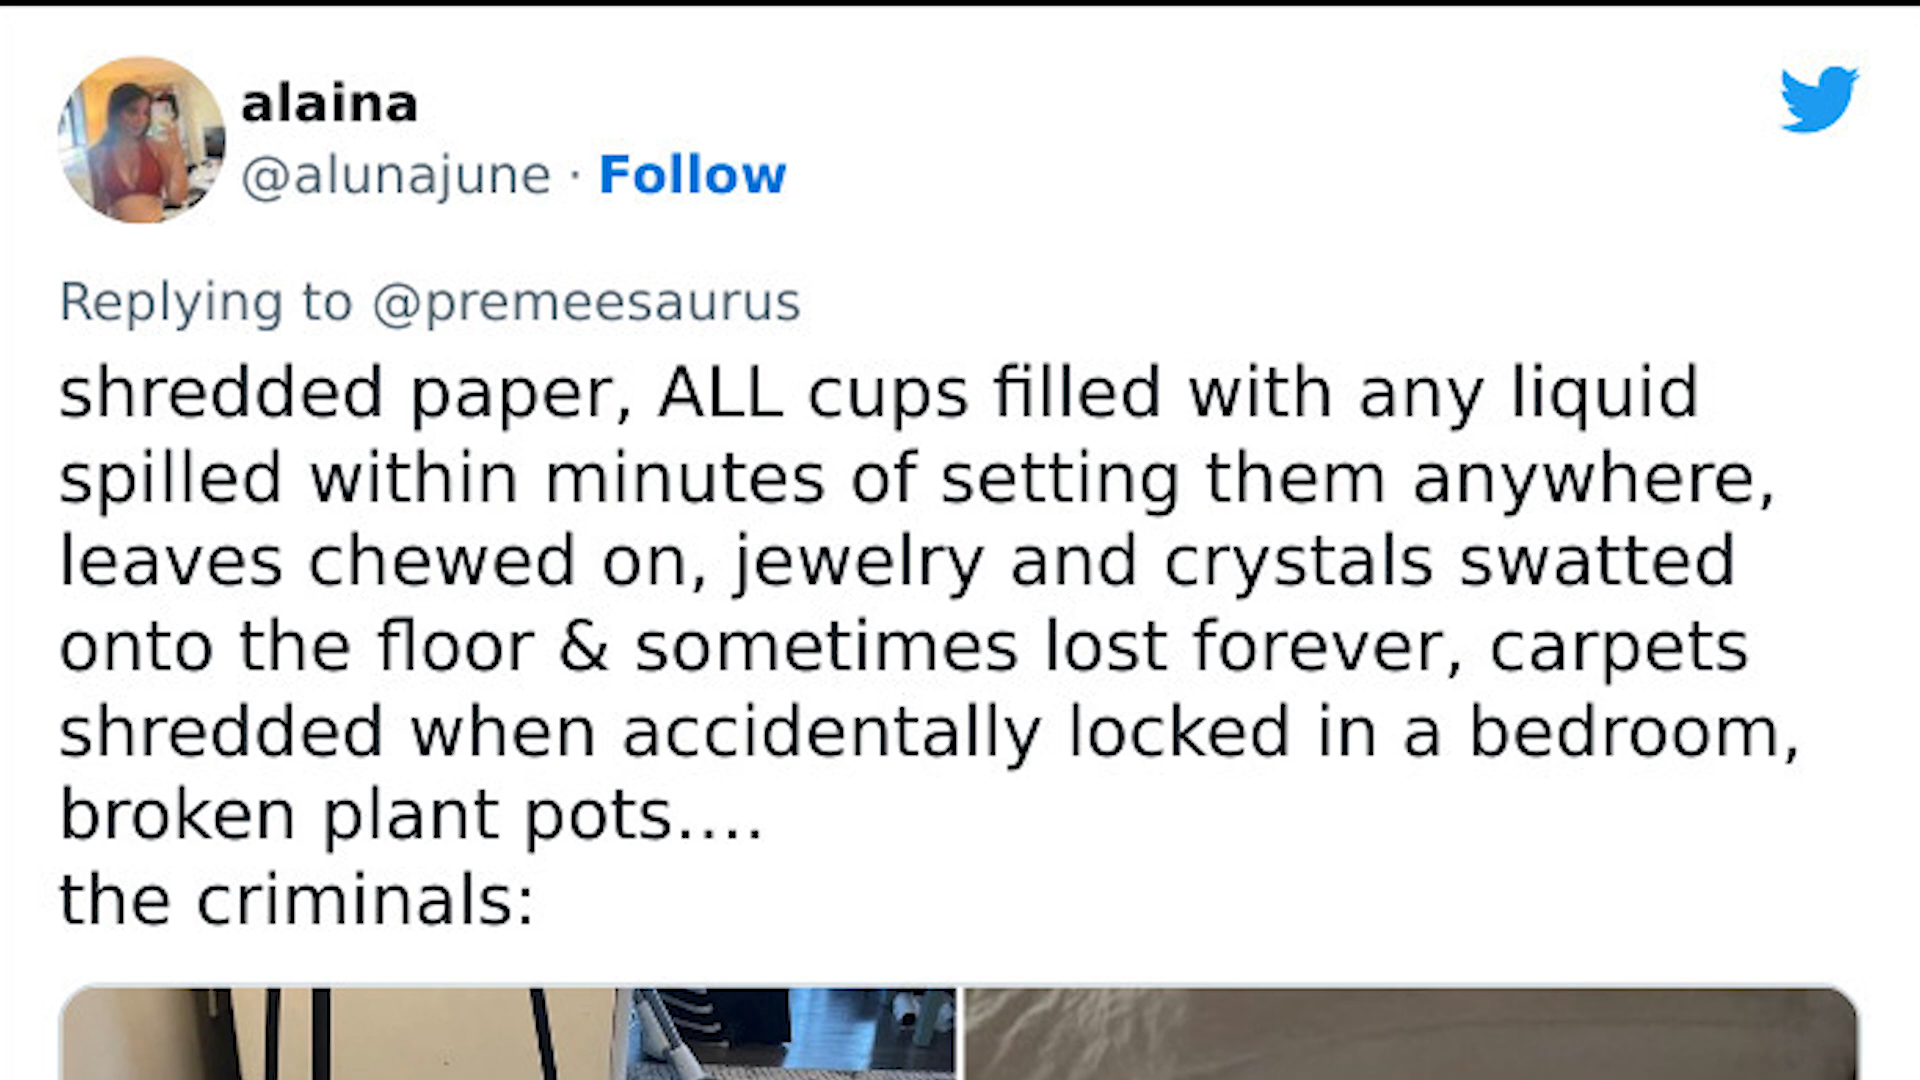 alaina
@alunajune · Follow
Replying to @premeesaurus
shredded paper, ALL cups filled with any liquid
spilled within minutes of setting them anywhere,
leaves chewed on, jewelry and crystals swatted
onto the floor & sometimes lost forever, carpets
shredded when accidentally locked in a bedroom,
broken plant pots....
the criminals: